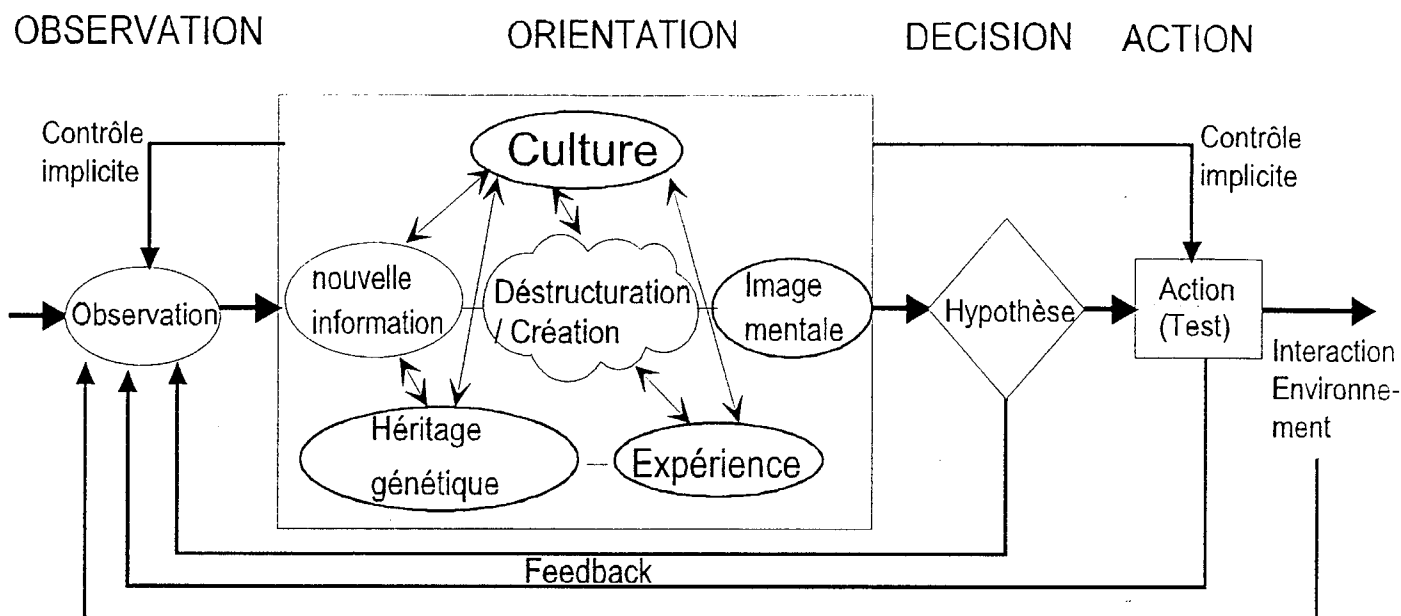 OBSERVATION
ORIENTATION
DECISION
ACTION
Contrôle
implicite
Culture
Contrôle
implicite
Observation
nouvelle
information
Déstructuration
/ Création
Image
mentale
Hypothèse
Action
(Test)
Interaction
Environne-
ment
Héritage
génétique
Expérience
Feedback